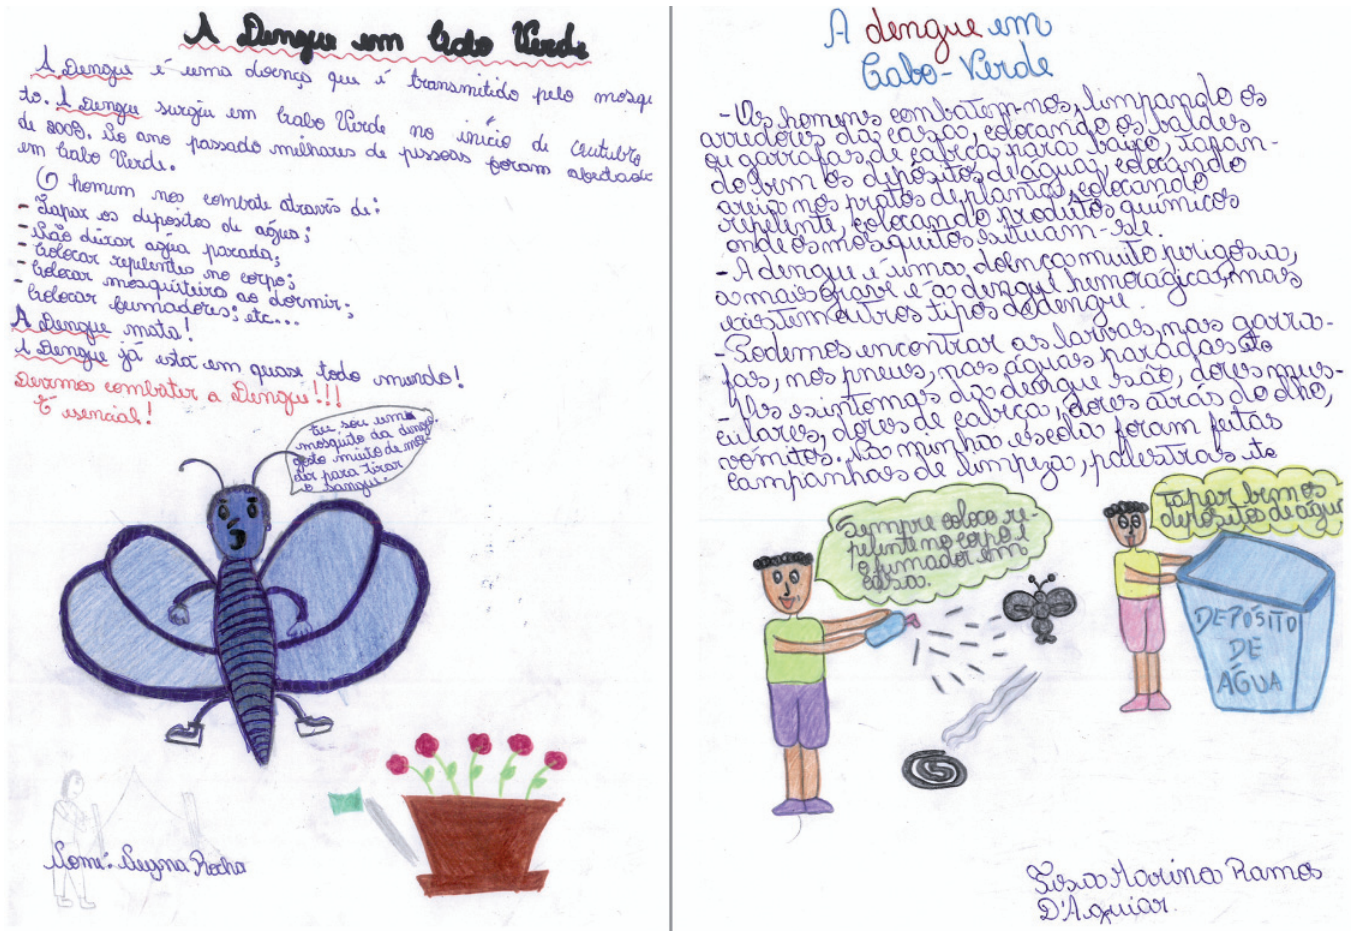 A Dengue em Cabo Verde
A Dengue é uma doença que é transmitido pelo mosqu
to. A Dengue surgiu em Cabo Verde no início de Outubro
de 2009. No ano passado milhares de pessoas foram afectada
em Cabo Verde.
O homem nos combate através de:
- Tapar os depósitos de água;
- Não deixar agúa parada;
- Colocar repelentes no corpo;
- Colocar mosquiteiro ao dormir;
- Colocar fumadores; etc...
A Dengue mata!
A Dengue já está em quase todo mundo!
Devemos combater a Dengue!!!
É esencial!
Eu sou um
mosquito da dengue
gosto muito de mor-
der para tirar
o sangue.
Nome:
Rocha
A dengue em
Cabo-Verde
- Os homens combatem-nos, limpando os
arredores da casa, colocando os baldes
ou garrafas de cabeça para baixo, tapan-
do bem os depósitos de água, colocando
areia nos pratos de plantas, colocando
repelente, colocando produtos químicos
onde os mosquitos situam-se.
- A dengue é uma doença muito perigosa,
a mais grave é a dengue hemorágica, mas
existem outros tipos de dengue.
- Podemos encontrar as larbas, nas garra-
fas, nos pneus, nas águas paradas etc
- Os sintomas da dengue são, dores mus-
culares, dores de cabeça, dores atrás do olho,
vómitos. Na minha escola foram feitas
campanhas de limpeza, palestras etc
Sempre coloco re-
pelente no corpo e
o fumador em
casa.
Tapar bem os
depósitos de água
DEPÓSITO
DE
ÁGUA
Marina Ramos
D'Aguiar.